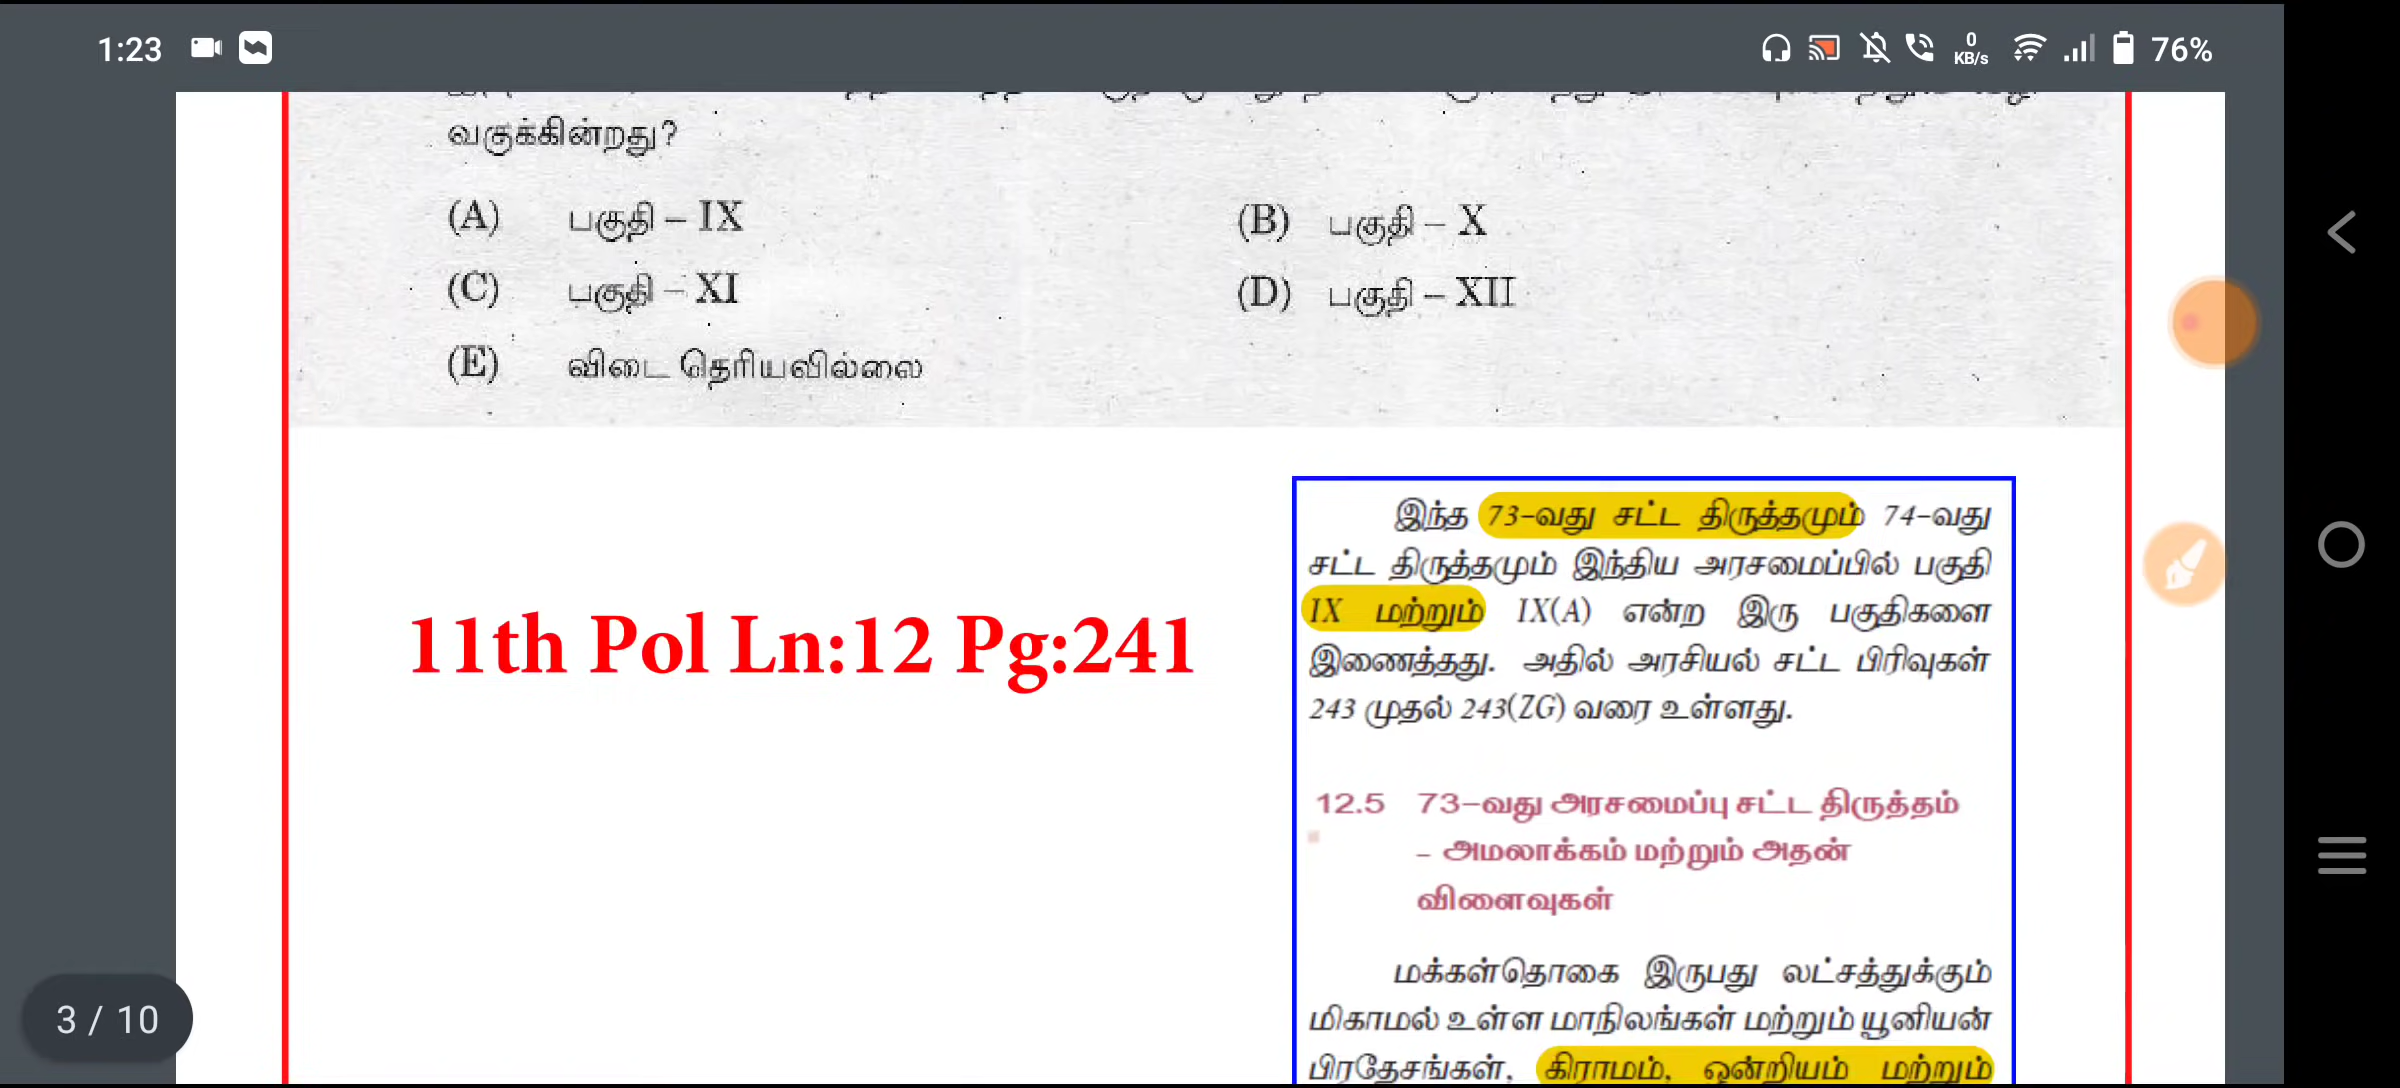 1:23
0
KB/s
76%
வகுக்கின்றது?
(A) பகுதி – IX
(B) பகுதி – X
(C) பகுதி – XI
(D) பகுதி – XII
(E) விடை தெரியவில்லை
11th Pol Ln:12 Pg:241
இந்த 73-வது சட்ட திருத்தமும் 74-வது
சட்ட திருத்தமும் இந்திய அரசமைப்பில் பகுதி
IX மற்றும் IX(A) என்ற இரு பகுதிகளை
இணைத்தது. அதில் அரசியல் சட்ட பிரிவுகள்
243 முதல் 243(ZG) வரை உள்ளது.
12.5 73-வது அரசமைப்பு சட்ட திருத்தம்
- அமலாக்கம் மற்றும் அதன்
விளைவுகள்
மக்கள்தொகை இருபது லட்சத்துக்கும்
மிகாமல் உள்ள மாநிலங்கள் மற்றும் யூனியன்
பிரதேசங்கள், கிராமம், ஒன்றியம் மற்றும்
3 / 10